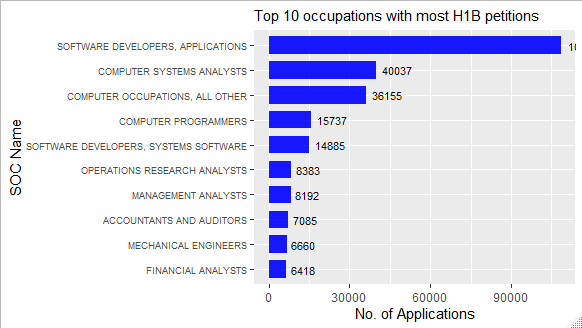 Top 10 occupations with most H1B petitions
SOFTWARE DEVELOPERS, APPLICATIONS
COMPUTER SYSTEMS ANALYSTS 40037
COMPUTER OCCUPATIONS, ALL OTHER 36155
COMPUTER PROGRAMMERS 15737
SOFTWARE DEVELOPERS, SYSTEMS SOFTWARE 14885
OPERATIONS RESEARCH ANALYSTS 8383
MANAGEMENT ANALYSTS 8192
ACCOUNTANTS AND AUDITORS 7085
MECHANICAL ENGINEERS 6660
FINANCIAL ANALYSTS 6418
SOC Name
0 30000 60000 90000
No. of Applications